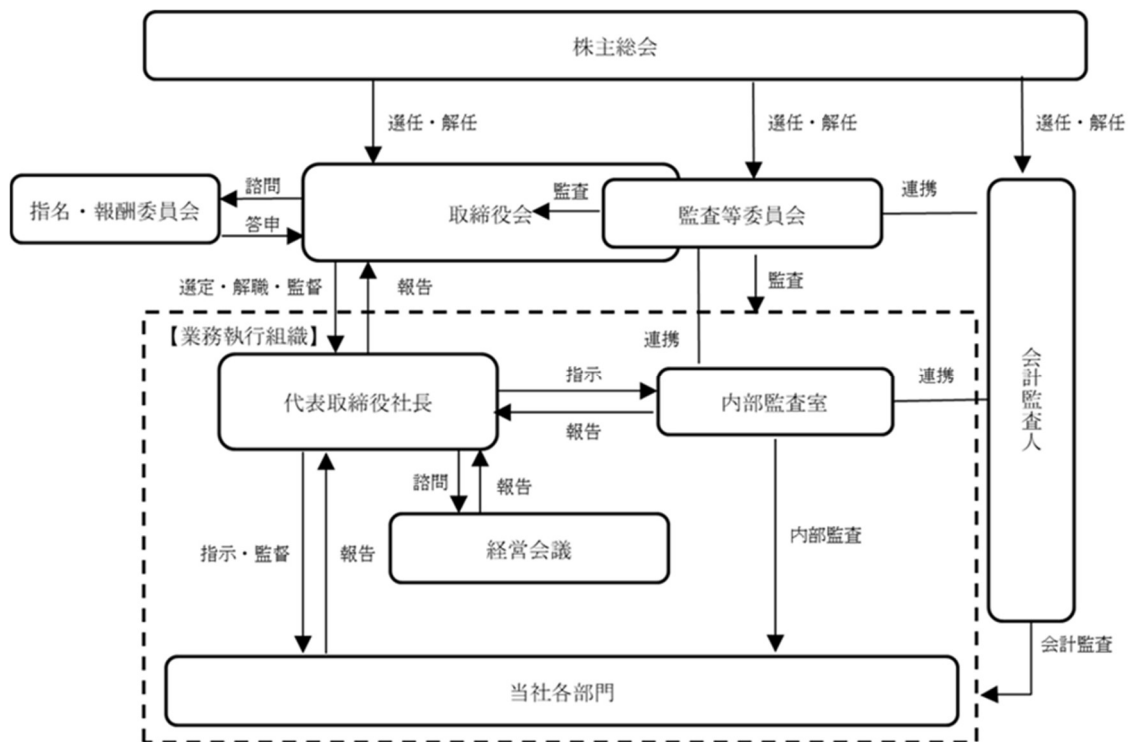 株主総会
選任・解任
選任・解任
選任・解任
指名・報酬委員会
諮問
答申
取締役会
監査
監査等委員会
連携
選定・解職・監督
報告
監査
【業務執行組織】
連携
代表取締役社長
指示
報告
内部監査室
連携
会計監査人
諮問
報告
経営会議
指示・監督
報告
内部監査
会計監査
当社各部門